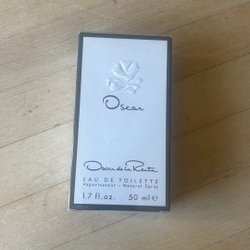 Oscar
Oscar de la Renta
EAU DE TOILETTE
Vaporisateur - Natural Spray
1.7 fl.oz. 50 ml e